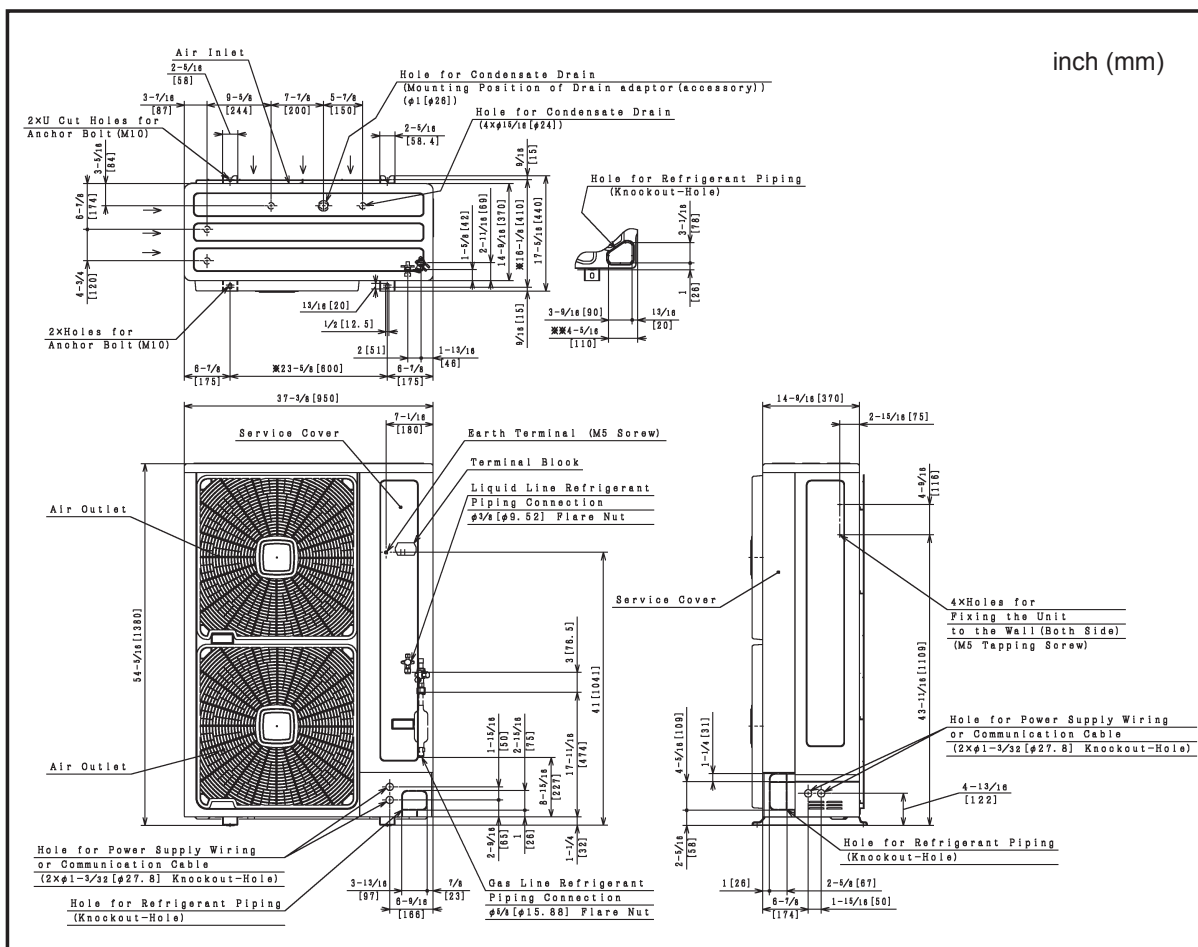 inch (mm)
Air Inlet
2-5/16
[58]
3-7/16
[87]
9-5/8
[244]
7-7/8
[200]
5-7/8
[150]
Hole for Condensate Drain
(Mounting Position of Drain adaptor(accessory))
(φ1[φ26])
Hole for Condensate Drain
(4×φ15/16[φ24])
2×U Cut Holes for
Anchor Bolt(M10)
2-5/16
[58.4]
3-5/16
[84]
6-7/8
[174]
4-3/4
[120]
9/16
[15]
1-5/8 [42]
2-11/16 [69]
14-9/16 [370]
※16-1/8 [410]
17-5/16 [440]
9/16 [15]
Hole for Refrigerant Piping
(Knockout-Hole)
3-1/16
[78]
1
[26]
3-9/16 [90]
※※4-5/16
[110]
13/16
[20]
13/16 [20]
1/2 [12.5]
2×Holes for
Anchor Bolt(M10)
2 [51]
1-13/16
[46]
6-7/8
[175]
※23-5/8 [600]
6-7/8
[175]
37-3/8 [950]
7-1/16
[180]
Service Cover
Earth Terminal (M5 Screw)
Terminal Block
Liquid Line Refrigerant
Piping Connection
φ3/8[φ9.52] Flare Nut
Air Outlet
54-5/16 [1380]
3 [76.5]
41 [1041]
1-15/16
[50]
2-15/16
[75]
17-11/16
[474]
8-15/16
[227]
Air Outlet
2-9/16
[65]
1
[26]
1-1/4
[32]
Hole for Power Supply Wiring
or Communication Cable
(2×φ1-3/32[φ27.8] Knockout-Hole)
Hole for Refrigerant Piping
(Knockout-Hole)
3-13/16
[97]
7/8
[23]
6-9/16
[166]
Gas Line Refrigerant
Piping Connection
φ5/8[φ15.88] Flare Nut
14-9/16 [370]
2-15/16 [75]
4-9/16
[116]
Service Cover
4×Holes for
Fixing the Unit
to the Wall(Both Side)
(M5 Tapping Screw)
43-11/16 [1109]
Hole for Power Supply Wiring
or Communication Cable
(2×φ1-3/32[φ27.8] Knockout-Hole)
4-5/16 [109]
1-1/4 [31]
4-13/16
[122]
2-5/16
[58]
Hole for Refrigerant Piping
(Knockout-Hole)
1 [26]
2-5/8 [67]
6-7/8
[174]
1-15/16 [50]